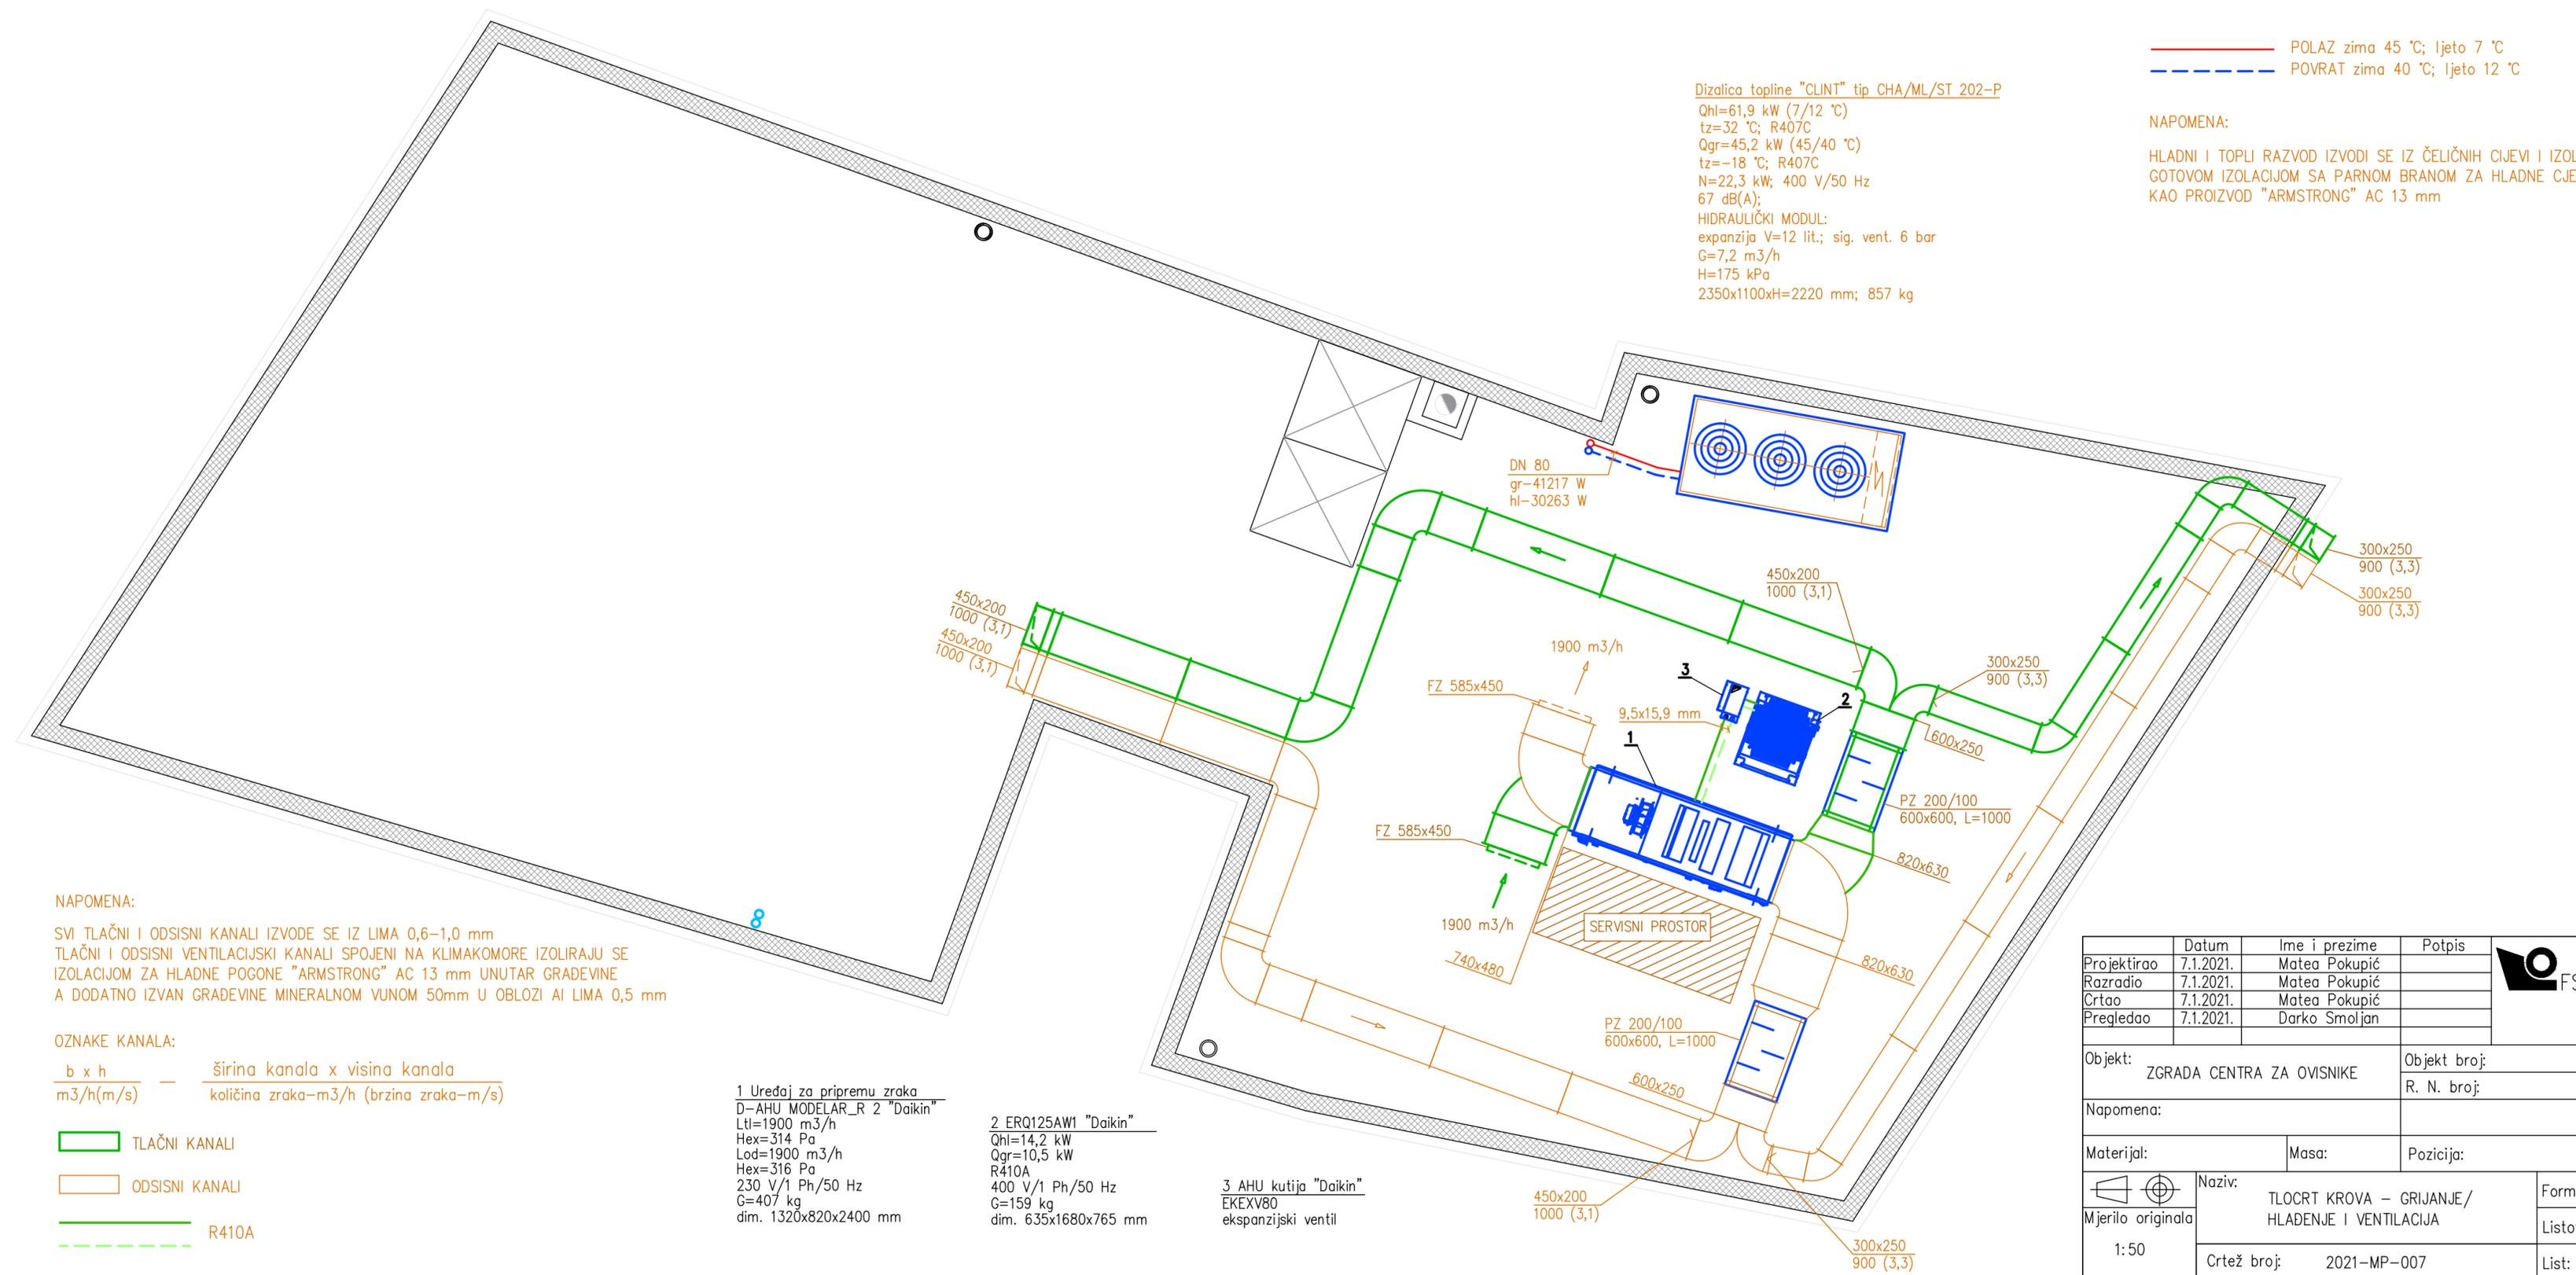 POLAZ zima 45 °C; ljeto 7 °C
POVRAT zima 40 °C; ljeto 12 °C
NAPOMENA:
HLADNI I TOPLI RAZVOD IZVODI SE IZ ČELIČNIH CIJEVI I
GOTOVOM IZOLACIJOM SA PARNOM BRANOM ZA HLADNE
KAO PROIZVOD "ARMSTRONG" AC 13 mm
Dizalica topline "CLINT" tip CHA/ML/ST 202-P
Qhl=61,9 kW (7/12 °C)
tz=32 °C; R407C
Qgr=45,2 kW (45/40 °C)
tz=-18 °C; R407C
N=22,3 kW; 400 V/50 Hz
67 dB(A);
HIDRAULIČKI MODUL:
expanzija V=12 lit.; sig. vent. 6 bar
G=7,2 m3/h
H=175 kPa
2350x1100xH=2220 mm; 857 kg
DN 80
gr-41217 W
hl-30263 W
300x250
900 (3,3)
300x250
900 (3,3)
450x200
1000 (3,1)
450x200
1000 (3,1)
450x200
1000 (3,1)
1900 m3/h
300x250
900 (3,3)
3
FZ 585x450
2
9,5x15,9 mm
1
600x250
PZ 200/100
600x600, L=1000
FZ 585x450
820x630
1900 m3/h
SERVISNI PROSTOR
740x480
820x630
PZ 200/100
600x600, L=1000
600x250
450x200
1000 (3,1)
300x250
900 (3,3)
8
NAPOMENA:
SVI TLAČNI I ODSISNI KANALI IZVODE SE IZ LIMA 0,6-1,0 mm
TLAČNI I ODSISNI VENTILACIJSKI KANALI SPOJENI NA KLIMAKOMORE IZOLIRAJU SE
IZOLACIJOM ZA HLADNE POGONE "ARMSTRONG" AC 13 mm UNUTAR GRAĐEVINE
A DODATNO IZVAN GRAĐEVINE MINERALNOM VUNOM 50mm U OBLOZI Al LIMA 0,5 mm
OZNAKE KANALA:
b x h — širina kanala x visina kanala
m3/h(m/s) količina zraka-m3/h (brzina zraka-m/s)
TLAČNI KANALI
ODSISNI KANALI
R410A
1 Uređaj za pripremu zraka
D-AHU MODELAR_R 2 "Daikin"
Ltl=1900 m3/h
Hex=314 Pa
Lod=1900 m3/h
Hex=316 Pa
230 V/1 Ph/50 Hz
G=407 kg
dim. 1320x820x2400 mm
2 ERQ125AW1 "Daikin"
Qhl=14,2 kW
Qgr=10,5 kW
R410A
400 V/1 Ph/50 Hz
G=159 kg
dim. 635x1680x765 mm
3 AHU kutija "Daikin"
EKEXV80
ekspanzijski ventil
Datum Ime i prezime Potpis
Projektirao 7.1.2021. Matea Pokupić
Razradio 7.1.2021. Matea Pokupić
Crtao 7.1.2021. Matea Pokupić
Pregledao 7.1.2021. Darko Smoljan
Objekt: ZGRADA CENTRA ZA OVISNIKE
Objekt broj:
R. N. broj:
Napomena:
Materijal: Masa: Pozicija:
Naziv: TLOCRT KROVA - GRIJANJE/
HLAĐENJE I VENTILACIJA
Mjerilo originala
1:50
Crtež broj: 2021-MP-007
List: